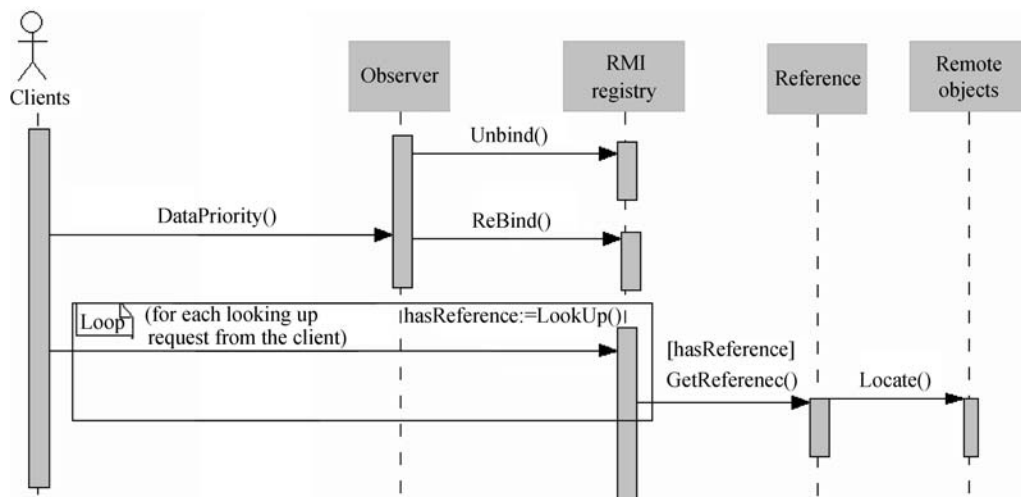 Clients
Observer
RMI
registry
Reference
Remote
objects
Unbind()
DataPriority()
ReBind()
Loop
(for each looking up
request from the client)
hasReference:=LookUp()
[hasReference]
GetReferenec()
Locate()